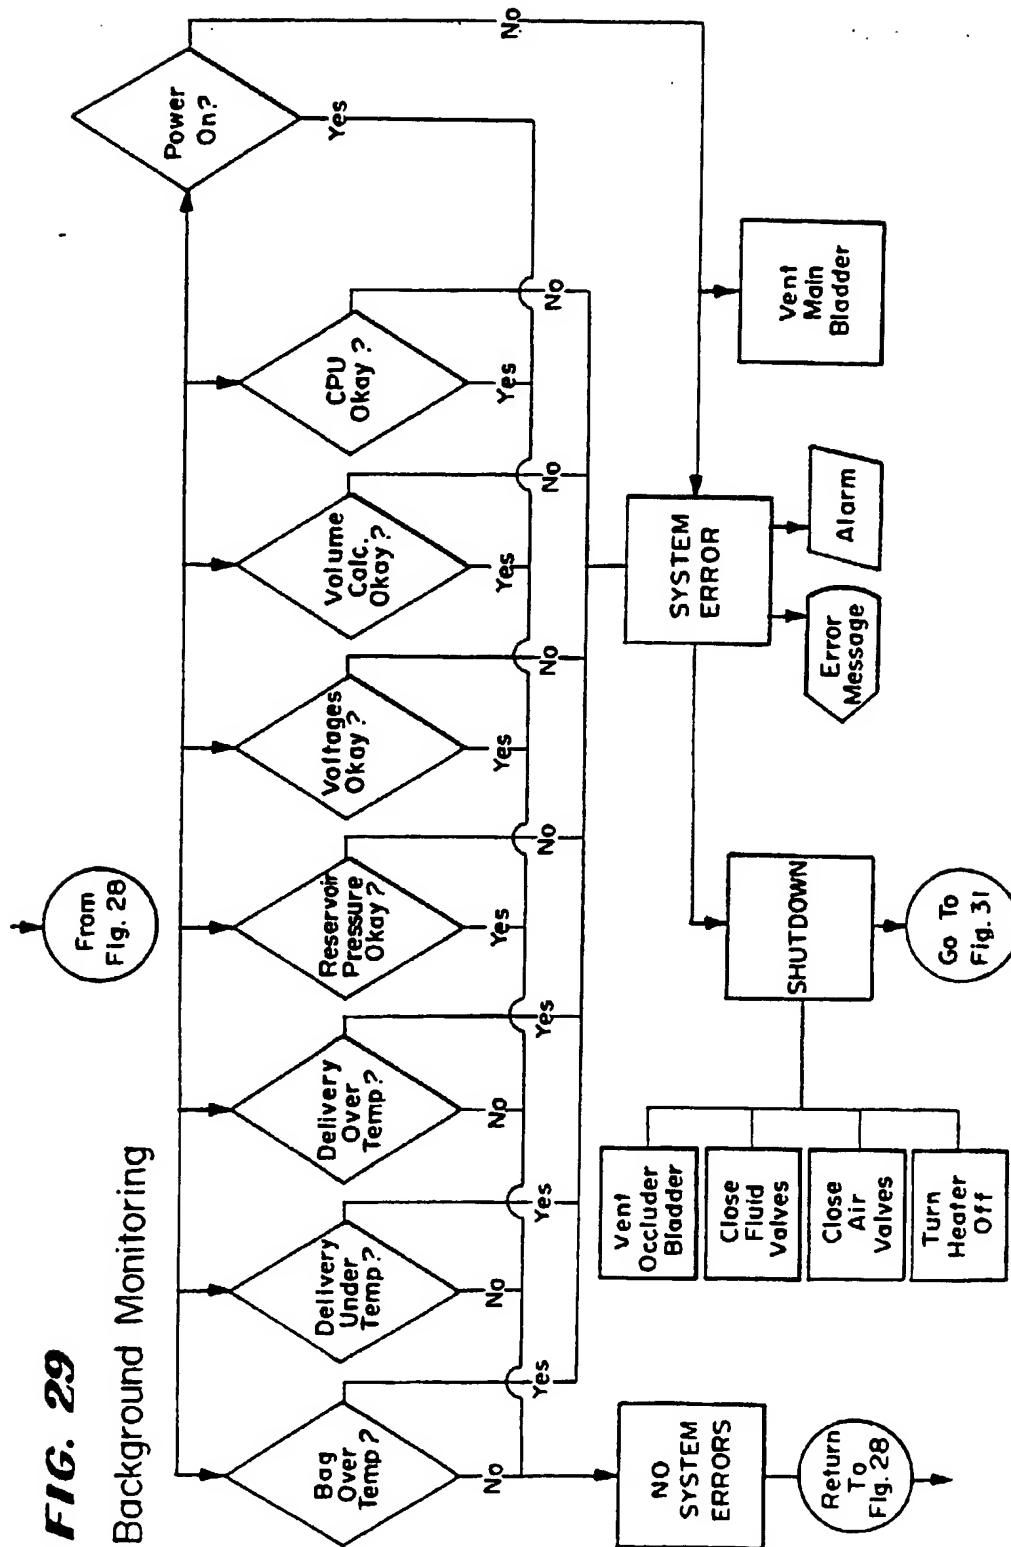 FIG. 29
Background Monitoring
From
Fig. 28
Bag
Over
Temp?
No
Yes
Delivery
Under
Temp?
No
Yes
Delivery
Over
Temp?
No
Yes
Reservoir
Pressure
Okay?
Yes
No
Voltages
Okay?
Yes
No
Volume
Calc.
Okay?
Yes
No
CPU
Okay?
Yes
No
Power
On?
Yes
No
NO
SYSTEM
ERRORS
Return
To
Fig. 28
SYSTEM
ERROR
Error
Message
Alarm
Vent
Main
Bladder
SHUTDOWN
Go To
Fig. 31
Vent
Occluder
Bladder
Close
Fluid
Valves
Close
Air
Valves
Turn
Heater
Off